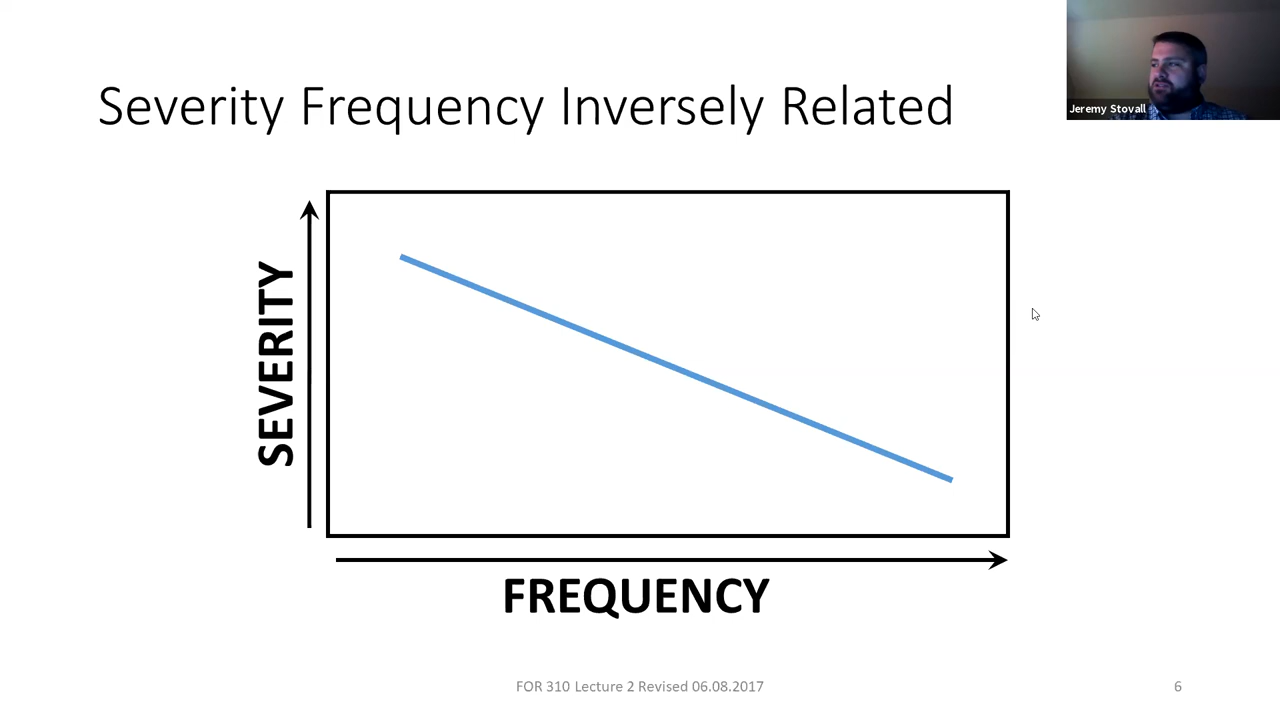 Severity Frequency Inversely Related
Jeremy Stovall
SEVERITY
FREQUENCY
FOR 310 Lecture 2 Revised 06.08.2017
6